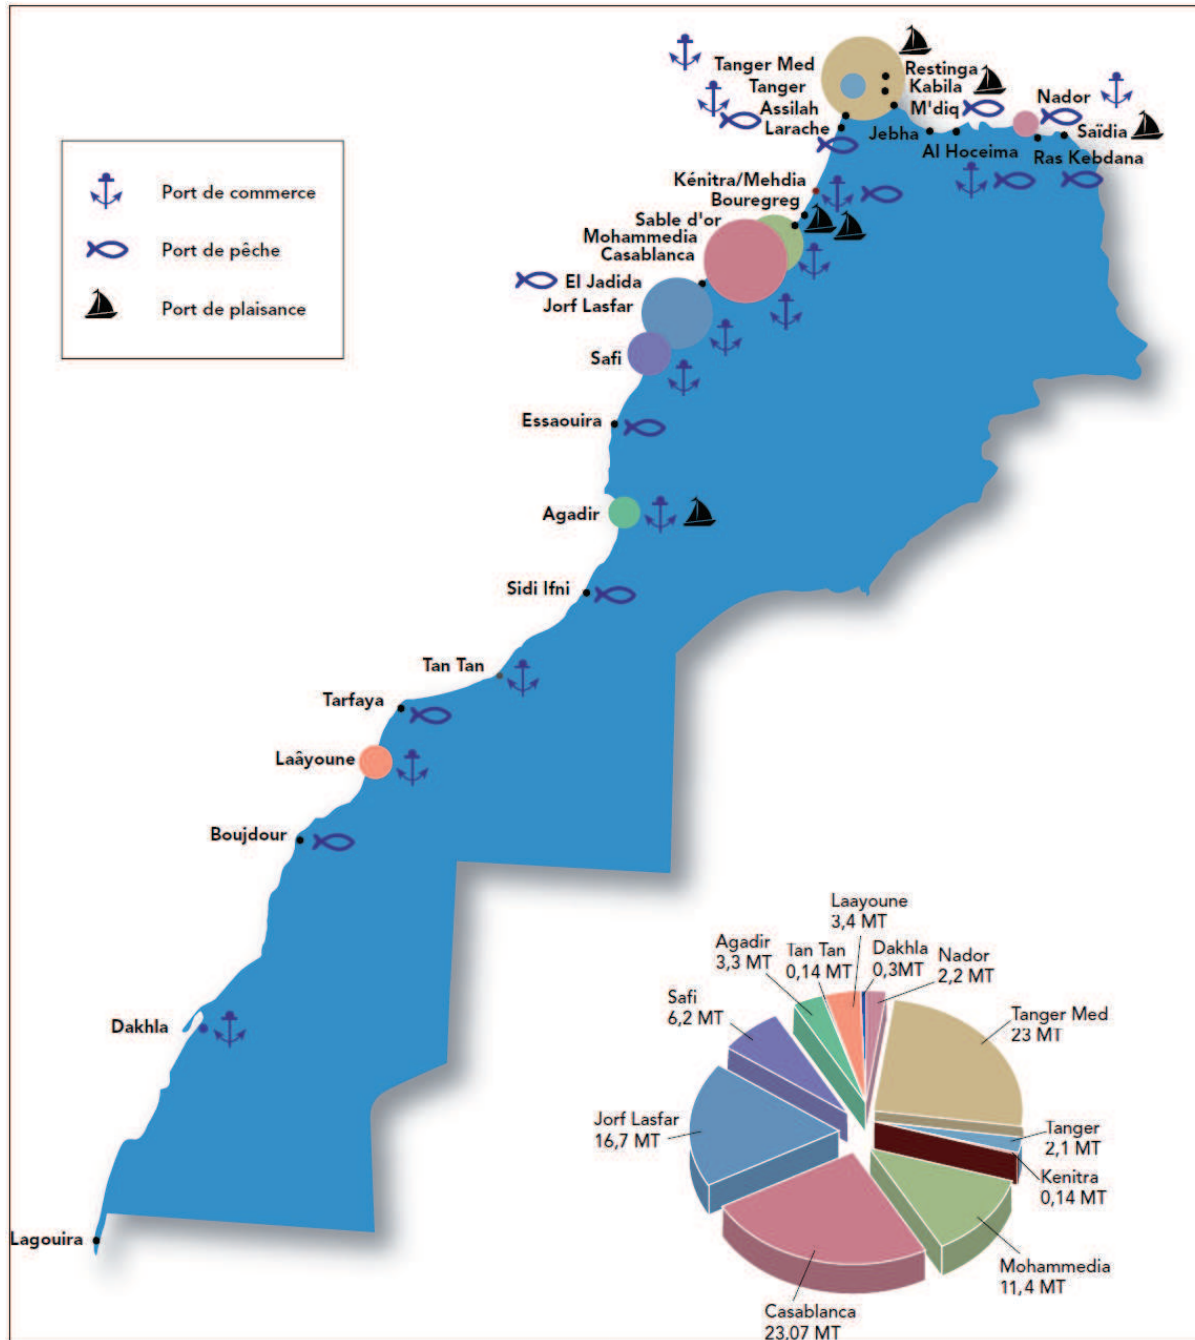 Tanger Med
Restinga
Tanger
Kabila
Assilah
M'diq
Larache
Jebha
Al Hoceima
Nador
Saïdia
Ras Kebdana
Port de commerce
Port de pêche
Port de plaisance
Kénitra/Mehdia
Bouregreg
Sable d'or
Mohammedia
Casablanca
El Jadida
Jorf Lasfar
Safi
Essaouira
Agadir
Sidi Ifni
Tan Tan
Tarfaya
Laâyoune
Boujdour
Dakhla
Lagouira
Laayoune
3,4 MT
Agadir
3,3 MT
Tan Tan
0,14 MT
Dakhla
0,3MT
Nador
2,2 MT
Safi
6,2 MT
Tanger Med
23 MT
Jorf Lasfar
16,7 MT
Tanger
2,1 MT
Kenitra
0,14 MT
Mohammedia
11,4 MT
Casablanca
23,07 MT